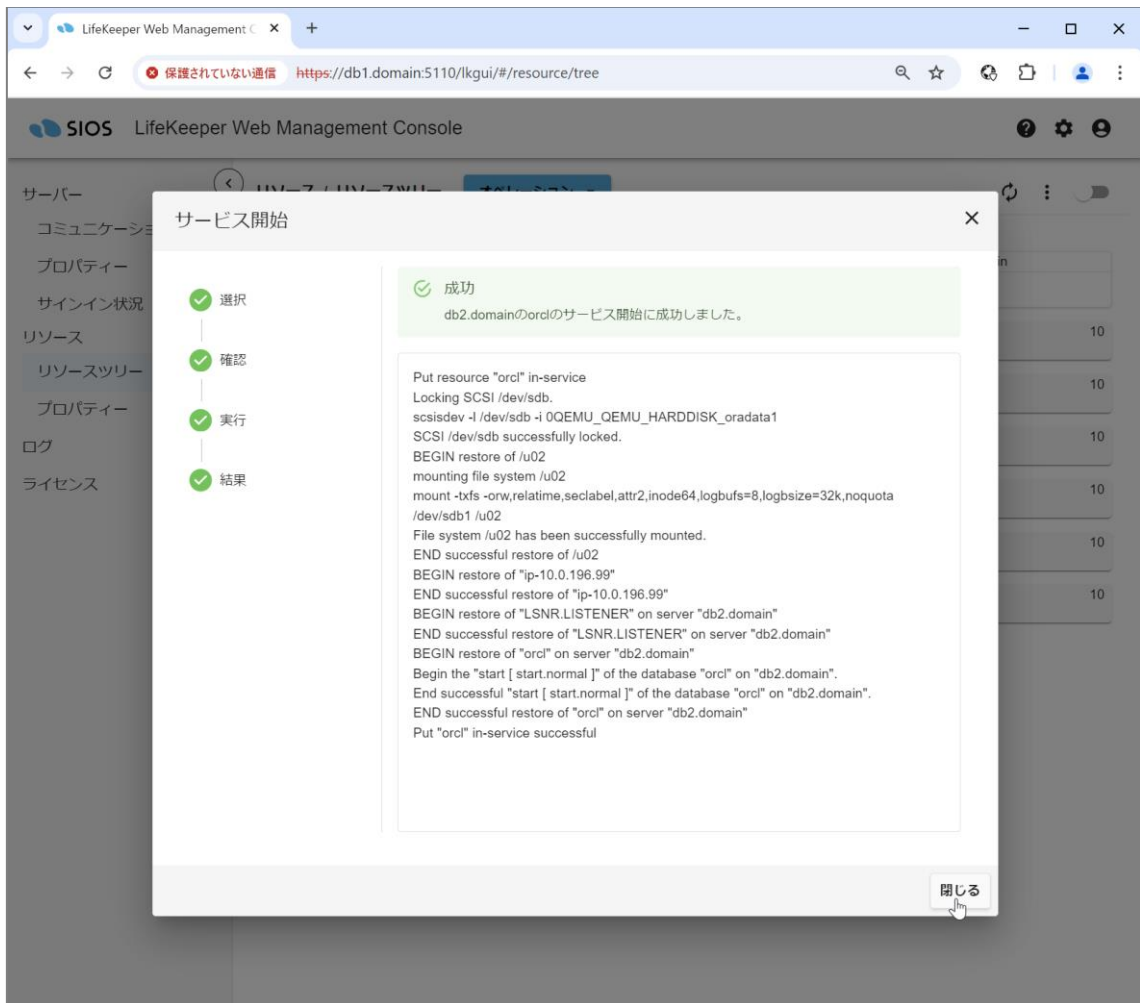 LifeKeeper Web Management C
保護されていない通信 https://db1.domain:5110/lkgui/#/resource/tree
SIOS LifeKeeper Web Management Console
サーバー
コミュニケーショ
プロパティー
サインイン状況
リソース
リソースツリー
プロパティー
ログ
ライセンス
リソース / リソースツリー オペレーション
in
10
10
10
10
10
10
サービス開始
選択
確認
実行
結果
成功
db2.domainのorclのサービス開始に成功しました。
Put resource "orcl" in-service
Locking SCSI /dev/sdb.
scsisdev -l /dev/sdb -i 0QEMU_QEMU_HARDDISK_oradata1
SCSI /dev/sdb successfully locked.
BEGIN restore of /u02
mounting file system /u02
mount -txfs -orw,relatime,seclabel,attr2,inode64,logbufs=8,logbsize=32k,noquota
/dev/sdb1 /u02
File system /u02 has been successfully mounted.
END successful restore of /u02
BEGIN restore of "ip-10.0.196.99"
END successful restore of "ip-10.0.196.99"
BEGIN restore of "LSNR.LISTENER" on server "db2.domain"
END successful restore of "LSNR.LISTENER" on server "db2.domain"
BEGIN restore of "orcl" on server "db2.domain"
Begin the "start [ start.normal ]" of the database "orcl" on "db2.domain".
End successful "start [ start.normal ]" of the database "orcl" on "db2.domain".
END successful restore of "orcl" on server "db2.domain"
Put "orcl" in-service successful
閉じる